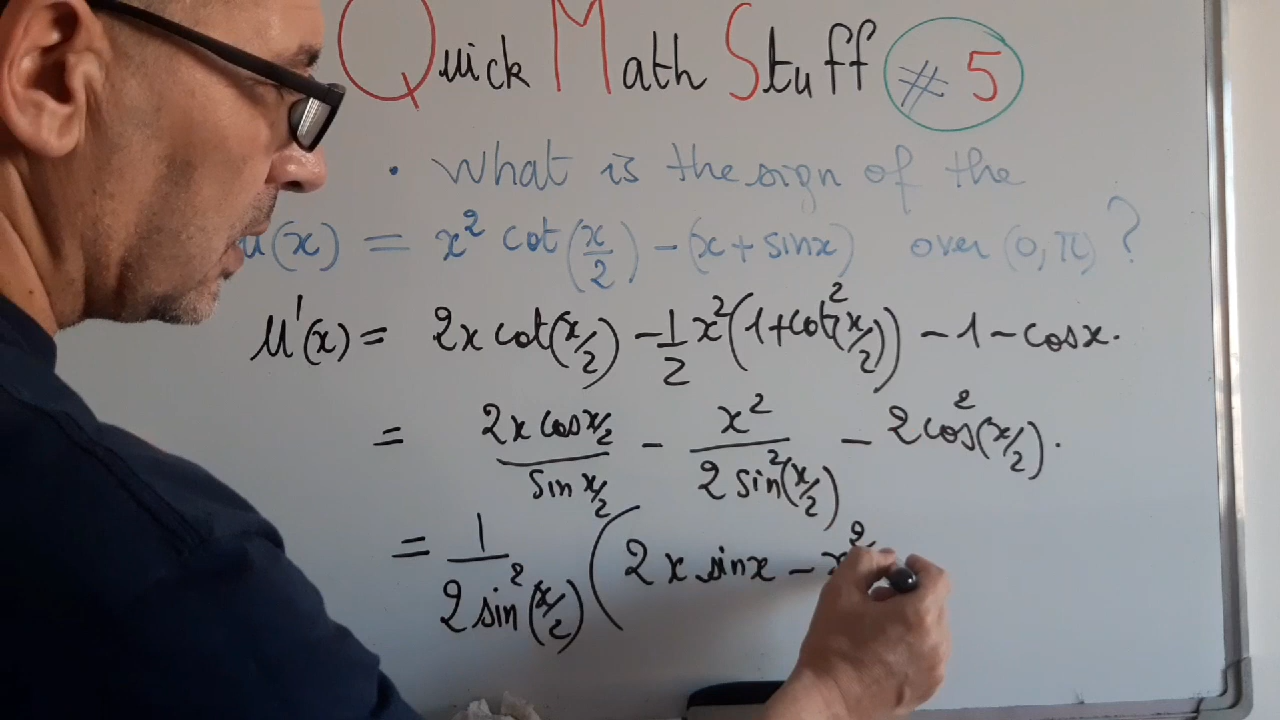 Quick Math Stuff # 5
• What is the sign of the
u(x) = x² cot(x/2) - (x + sinx) over (0, π) ?
u'(x) = 2x cot(x/2) - 1/2 x² (1 + cot²(x/2)) - 1 - cosx.
= 2x cos x/2 / sin x/2 - x² / 2 sin²(x/2) - 2cos²(x/2).
= 1 / 2 sin²(x/2) ( 2x sinx - x²